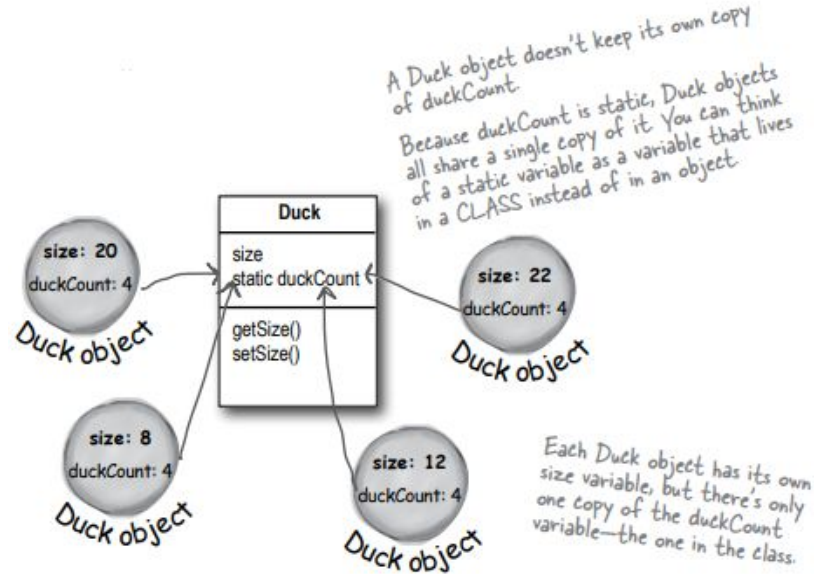 A Duck object doesn't keep its own copy
of duckCount.
Because duckCount is static, Duck objects
all share a single copy of it. You can think
of a static variable as a variable that lives
in a CLASS instead of in an object.
Duck
size
static duckCount
getSize()
setSize()
size: 20
duckCount: 4
Duck object
size: 22
duckCount: 4
Duck object
size: 8
duckCount: 4
Duck object
size: 12
duckCount: 4
Duck object
Each Duck object has its own
size variable, but there's only
one copy of the duckCount
variable—the one in the class.